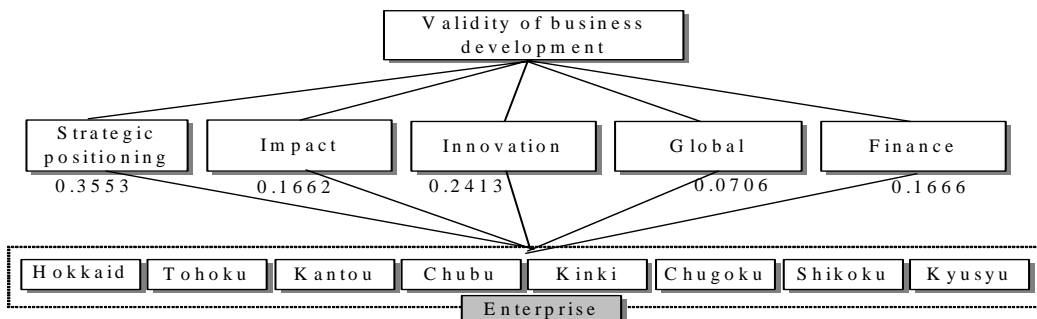 Validity of business
development
Strategic
positioning
Impact
Innovation
Global
Finance
0.3553
0.1662
0.2413
0.0706
0.1666
Hokkaid
Tohoku
Kantou
Chubu
Kinki
Chugoku
Shikoku
Kyusyu
Enterprise